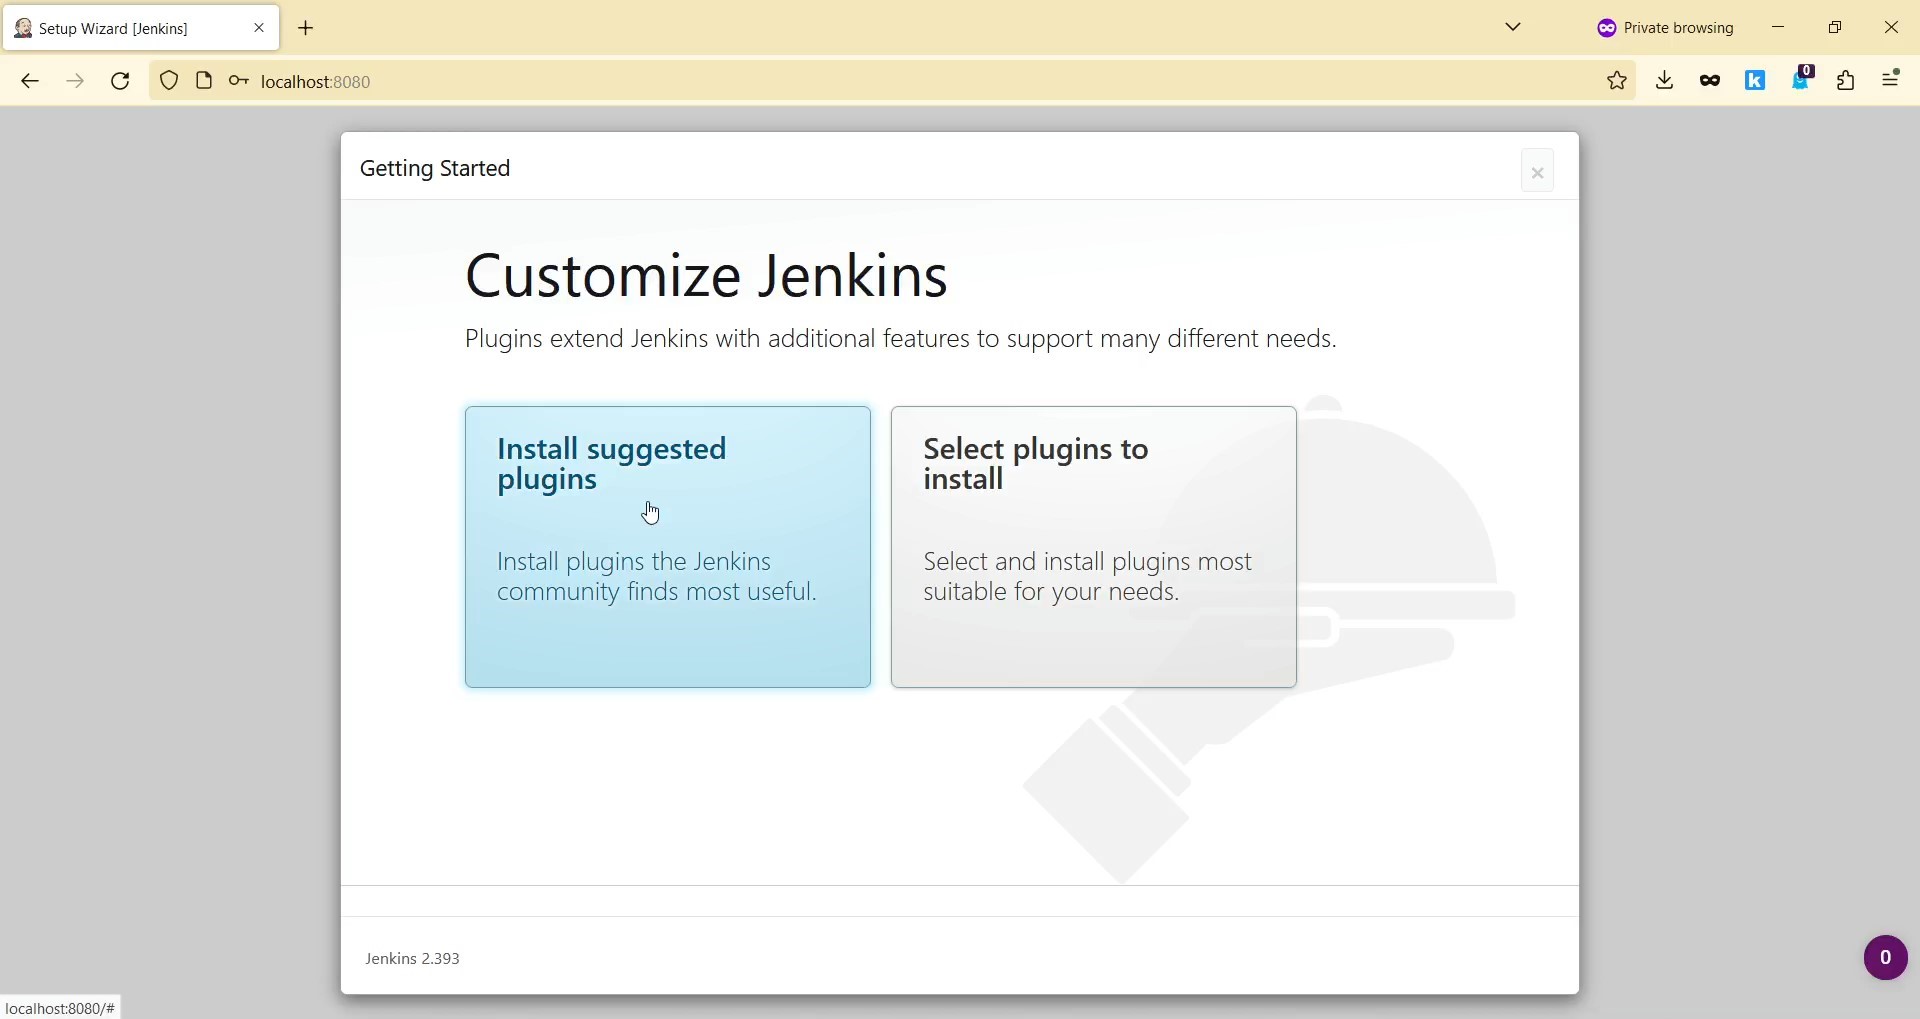 Setup Wizard [Jenkins]
Private browsing
localhost:8080
k
0
Getting Started
Customize Jenkins
Plugins extend Jenkins with additional features to support many different needs.
Install suggested
plugins
Install plugins the Jenkins
community finds most useful.
Select plugins to
install
Select and install plugins most
suitable for your needs.
Jenkins 2.393
0
localhost:8080/#